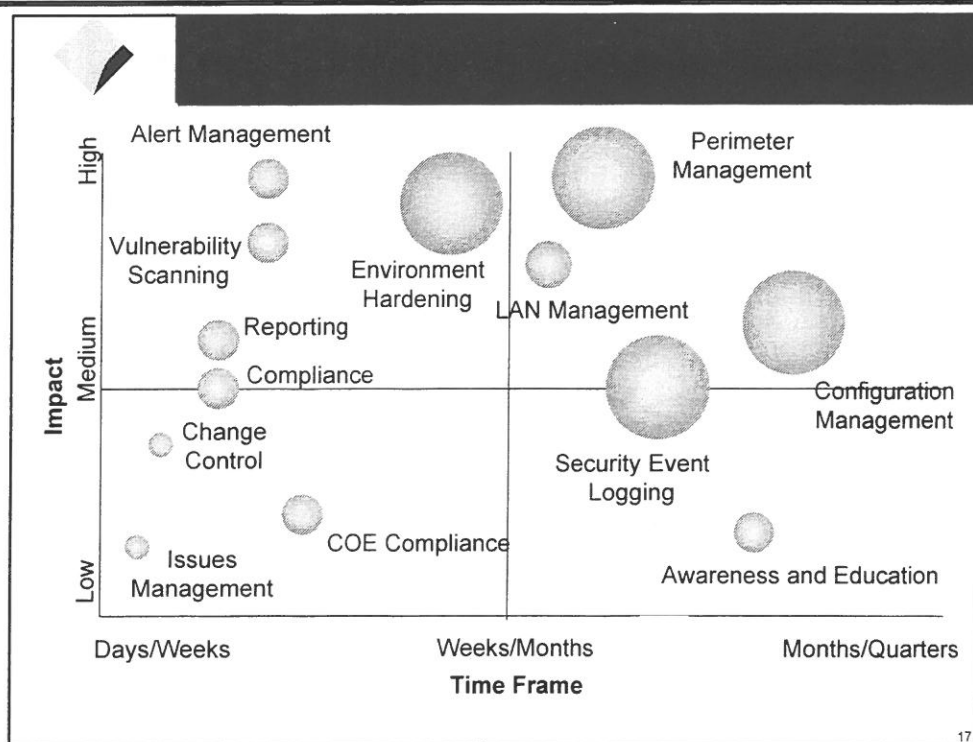 Alert Management
High
Perimeter
Management
Vulnerability
Scanning
Environment
Hardening
LAN Management
Reporting
Medium
Compliance
Impact
Configuration
Management
Change
Control
Security Event
Logging
COE Compliance
Low
Issues
Management
Awareness and Education
Days/Weeks
Weeks/Months
Months/Quarters
Time Frame
17